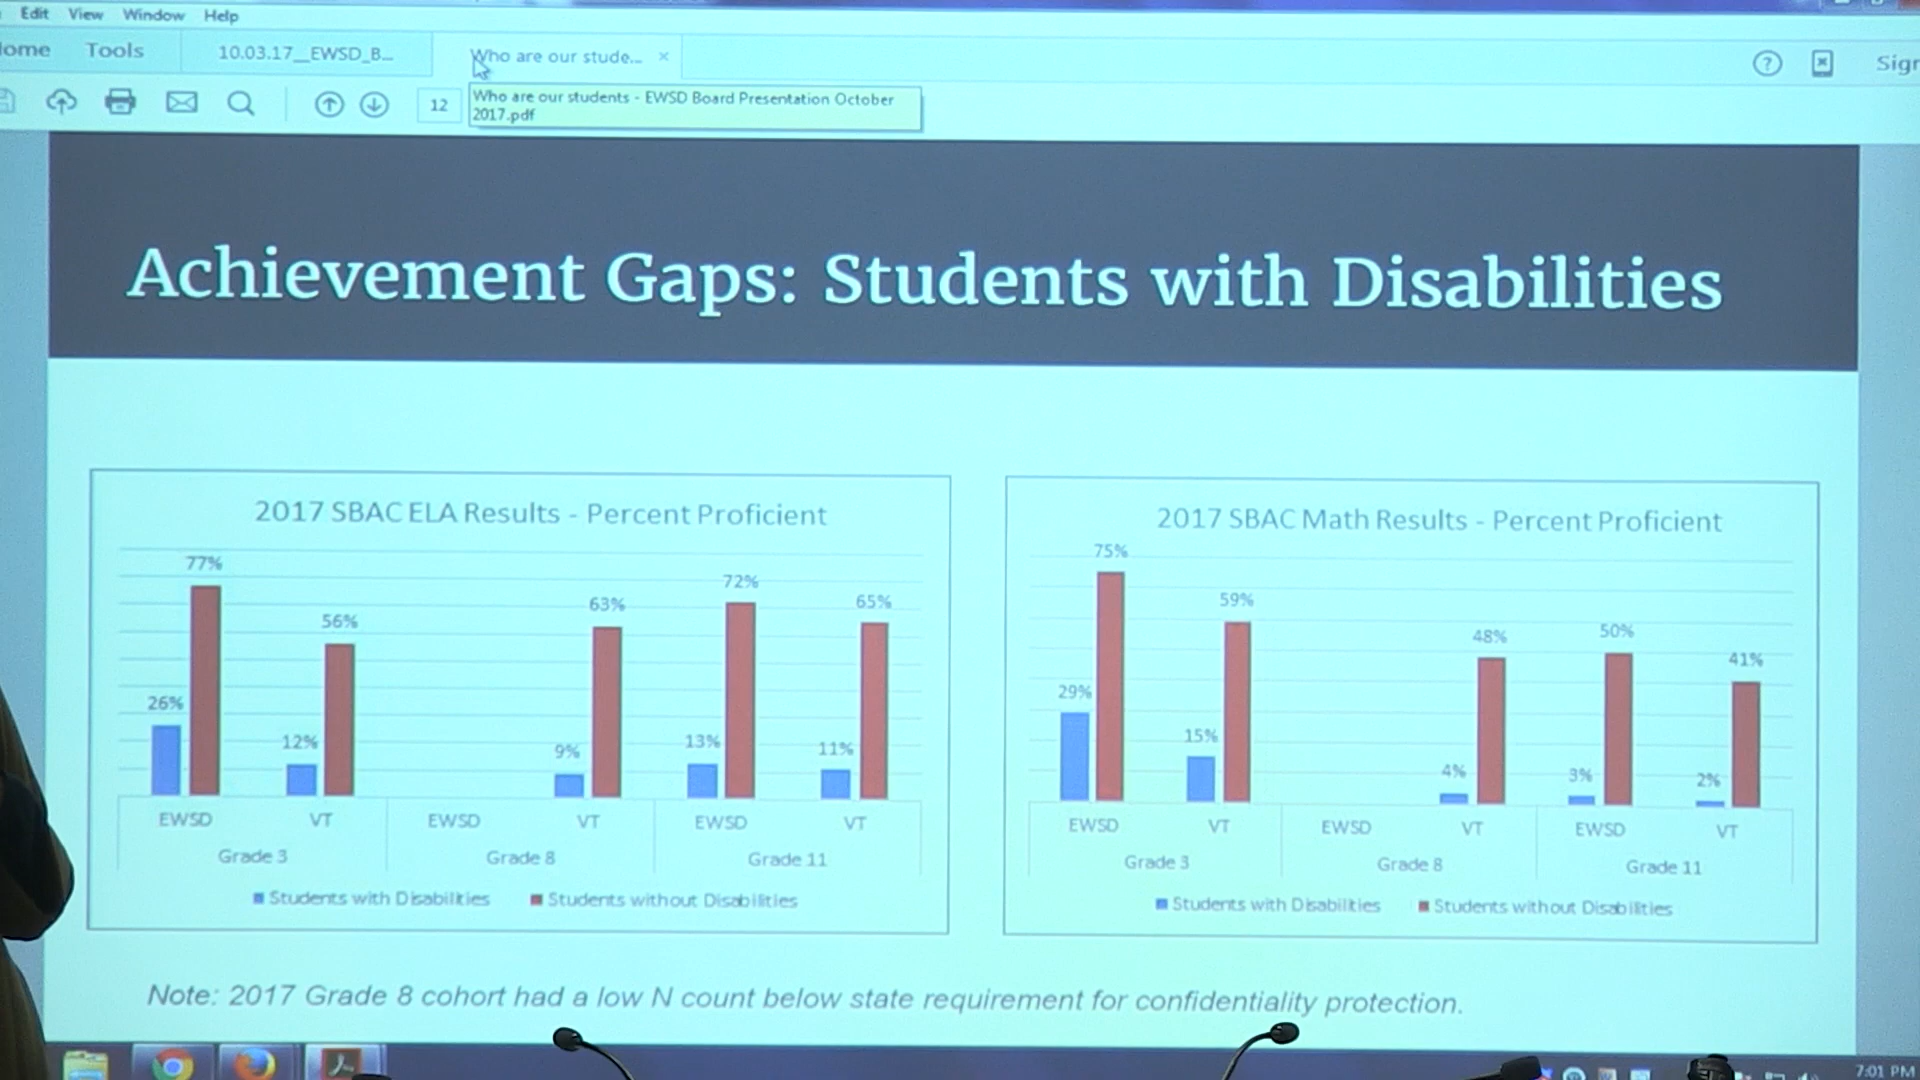 Edit View Window Help
Tools 10.03.17__EWSD_B... Who are our stude... ×
12
Who are our students - EWSD Board Presentation October
2017.pdf
Achievement Gaps: Students with Disabilities
2017 SBAC ELA Results - Percent Proficient
77%
56%
63%
72%
65%
26%
12%
9%
13%
11%
EWSD VT EWSD VT EWSD VT
Grade 3 Grade 8 Grade 11
Students with Disabilities Students without Disabilities
2017 SBAC Math Results - Percent Proficient
75%
59%
48%
50%
41%
29%
15%
4%
3%
2%
EWSD VT EWSD VT EWSD VT
Grade 3 Grade 8 Grade 11
Students with Disabilities Students without Disabilities
Note: 2017 Grade 8 cohort had a low N count below state requirement for confidentiality protection.
7:01 PM